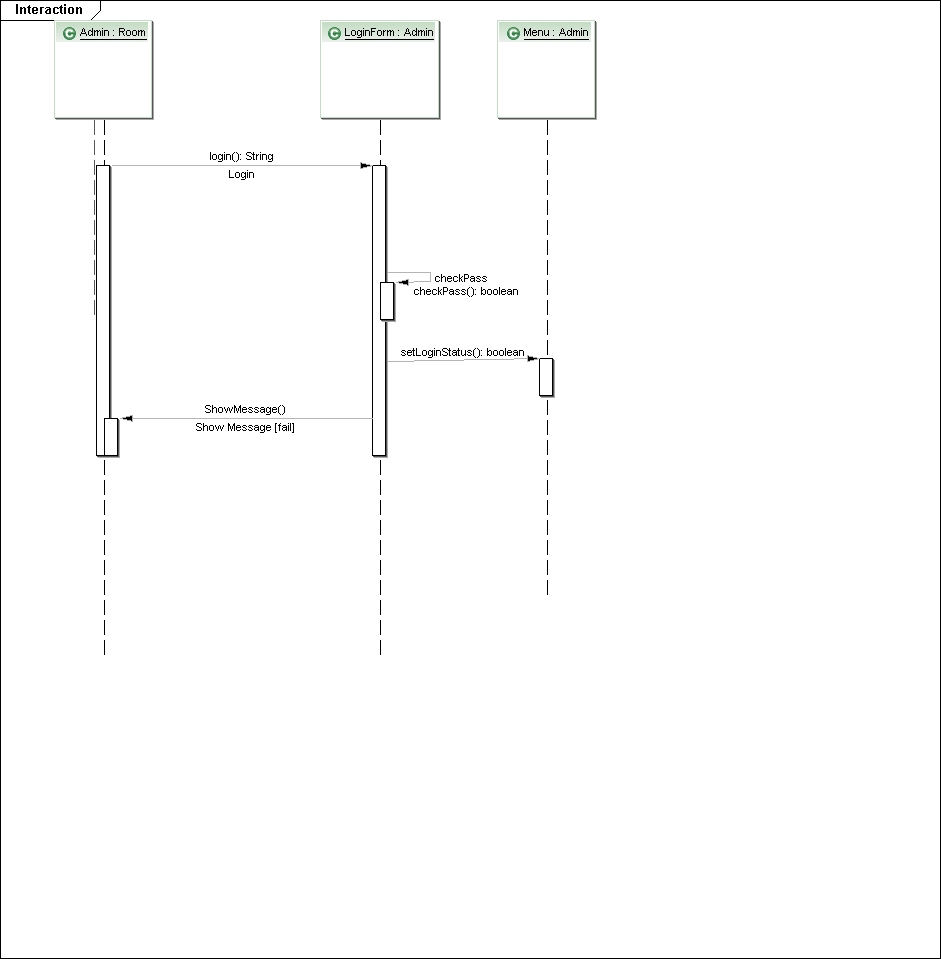 Interaction
C Admin : Room
C LoginForm : Admin
C Menu : Admin
login(): String
Login
checkPass
checkPass(): boolean
setLoginStatus(): boolean
ShowMessage()
Show Message [fail]